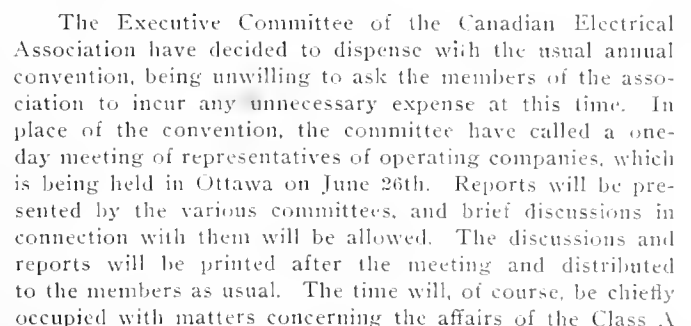 The Executive Committee of the Canadian Electrical
Association have decided to dispense with the usual annual
convention, being unwilling to ask the members of the asso-
ciation to incur any unnecessary expense at this time. In
place of the convention, the committee have called a one-
day meeting of representatives of operating companies, which
is being held in Ottawa on June 26th. Reports will be pre-
sented by the various committees, and brief discussions in
connection with them will be allowed. The discussions and
reports will be printed after the meeting and distributed
to the members as usual. The time will, of course, be chiefly
occupied with matters concerning the affairs of the Class A